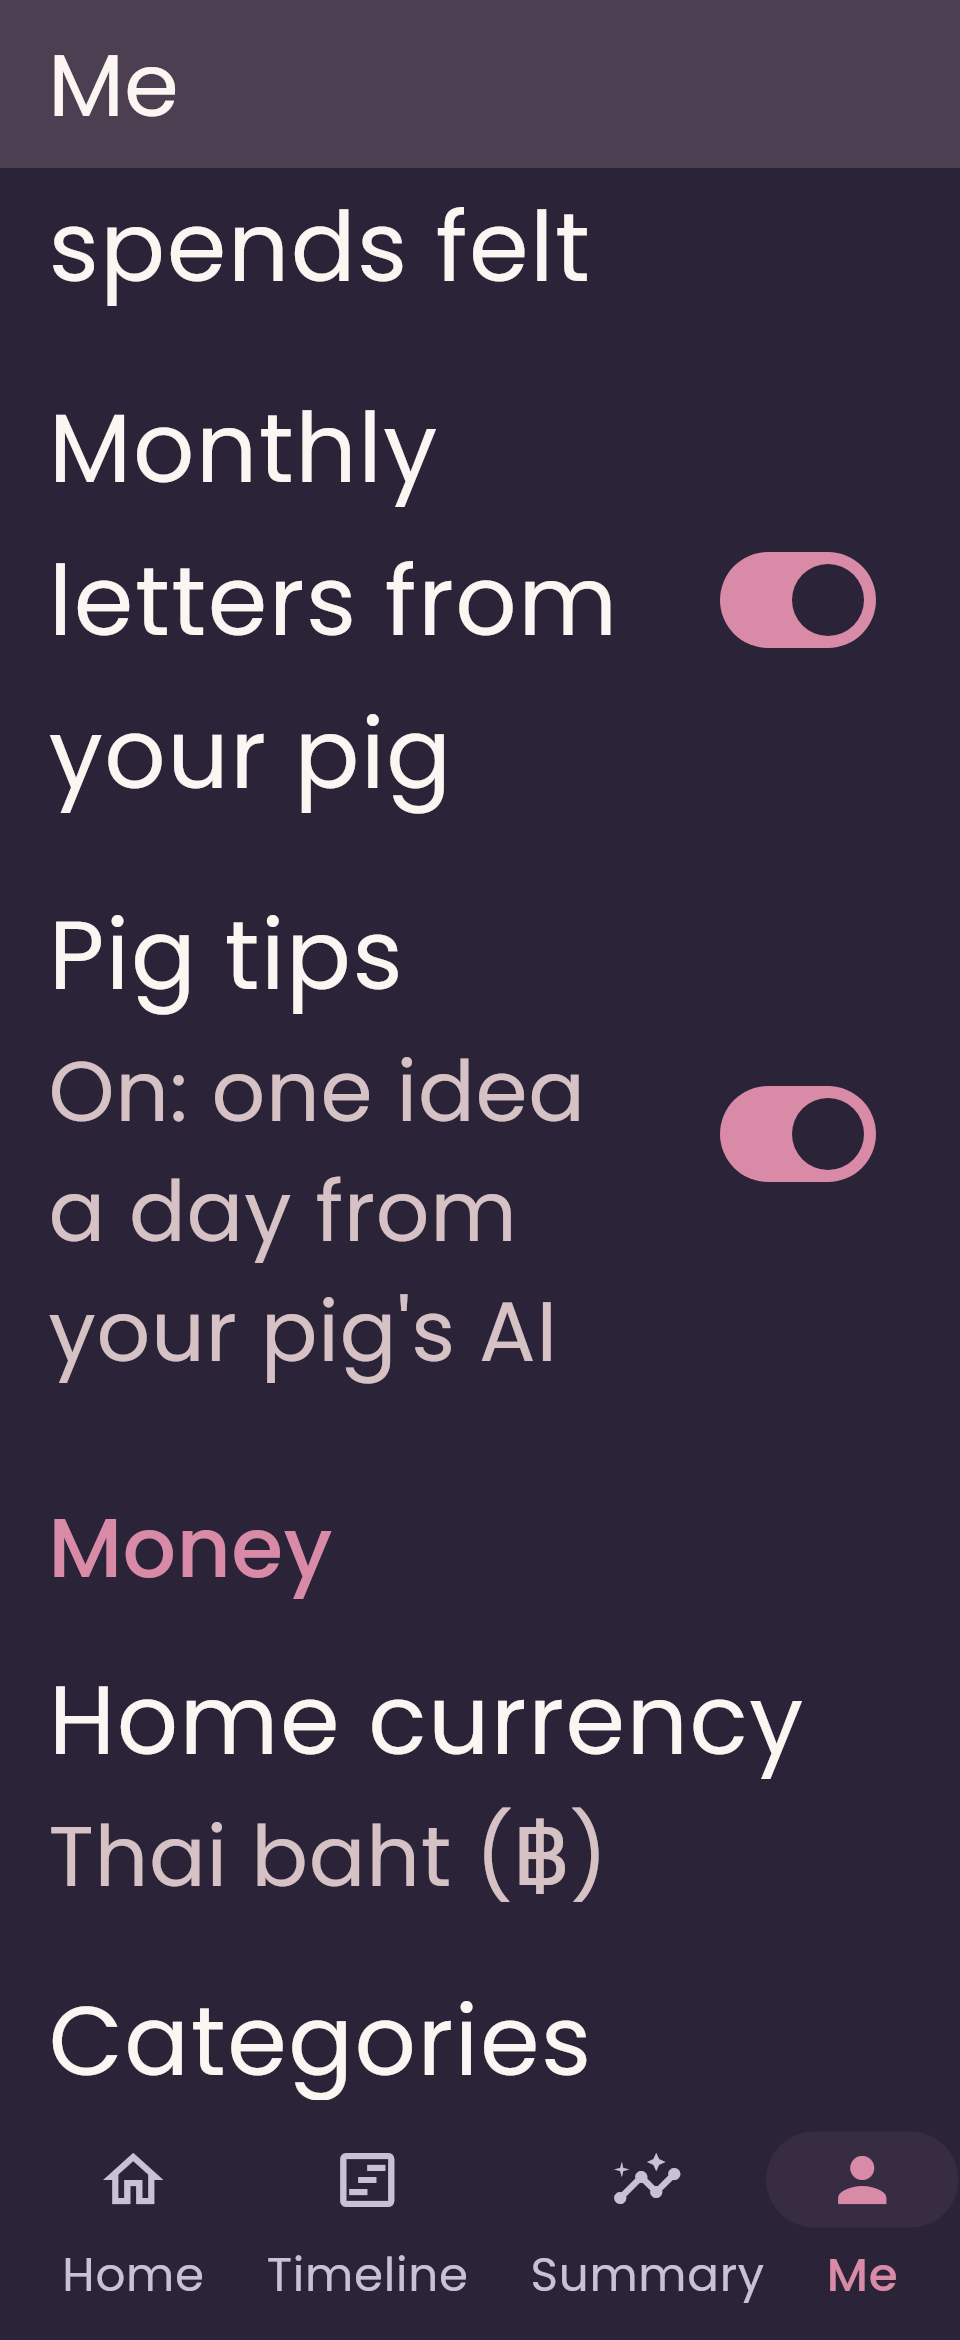 Me
spends felt
Monthly
letters from
your pig
Pig tips
On: one idea
a day from
your pig's AI
Money
Home currency
Thai baht (฿)
Categories
Home
Timeline
Summary
Me